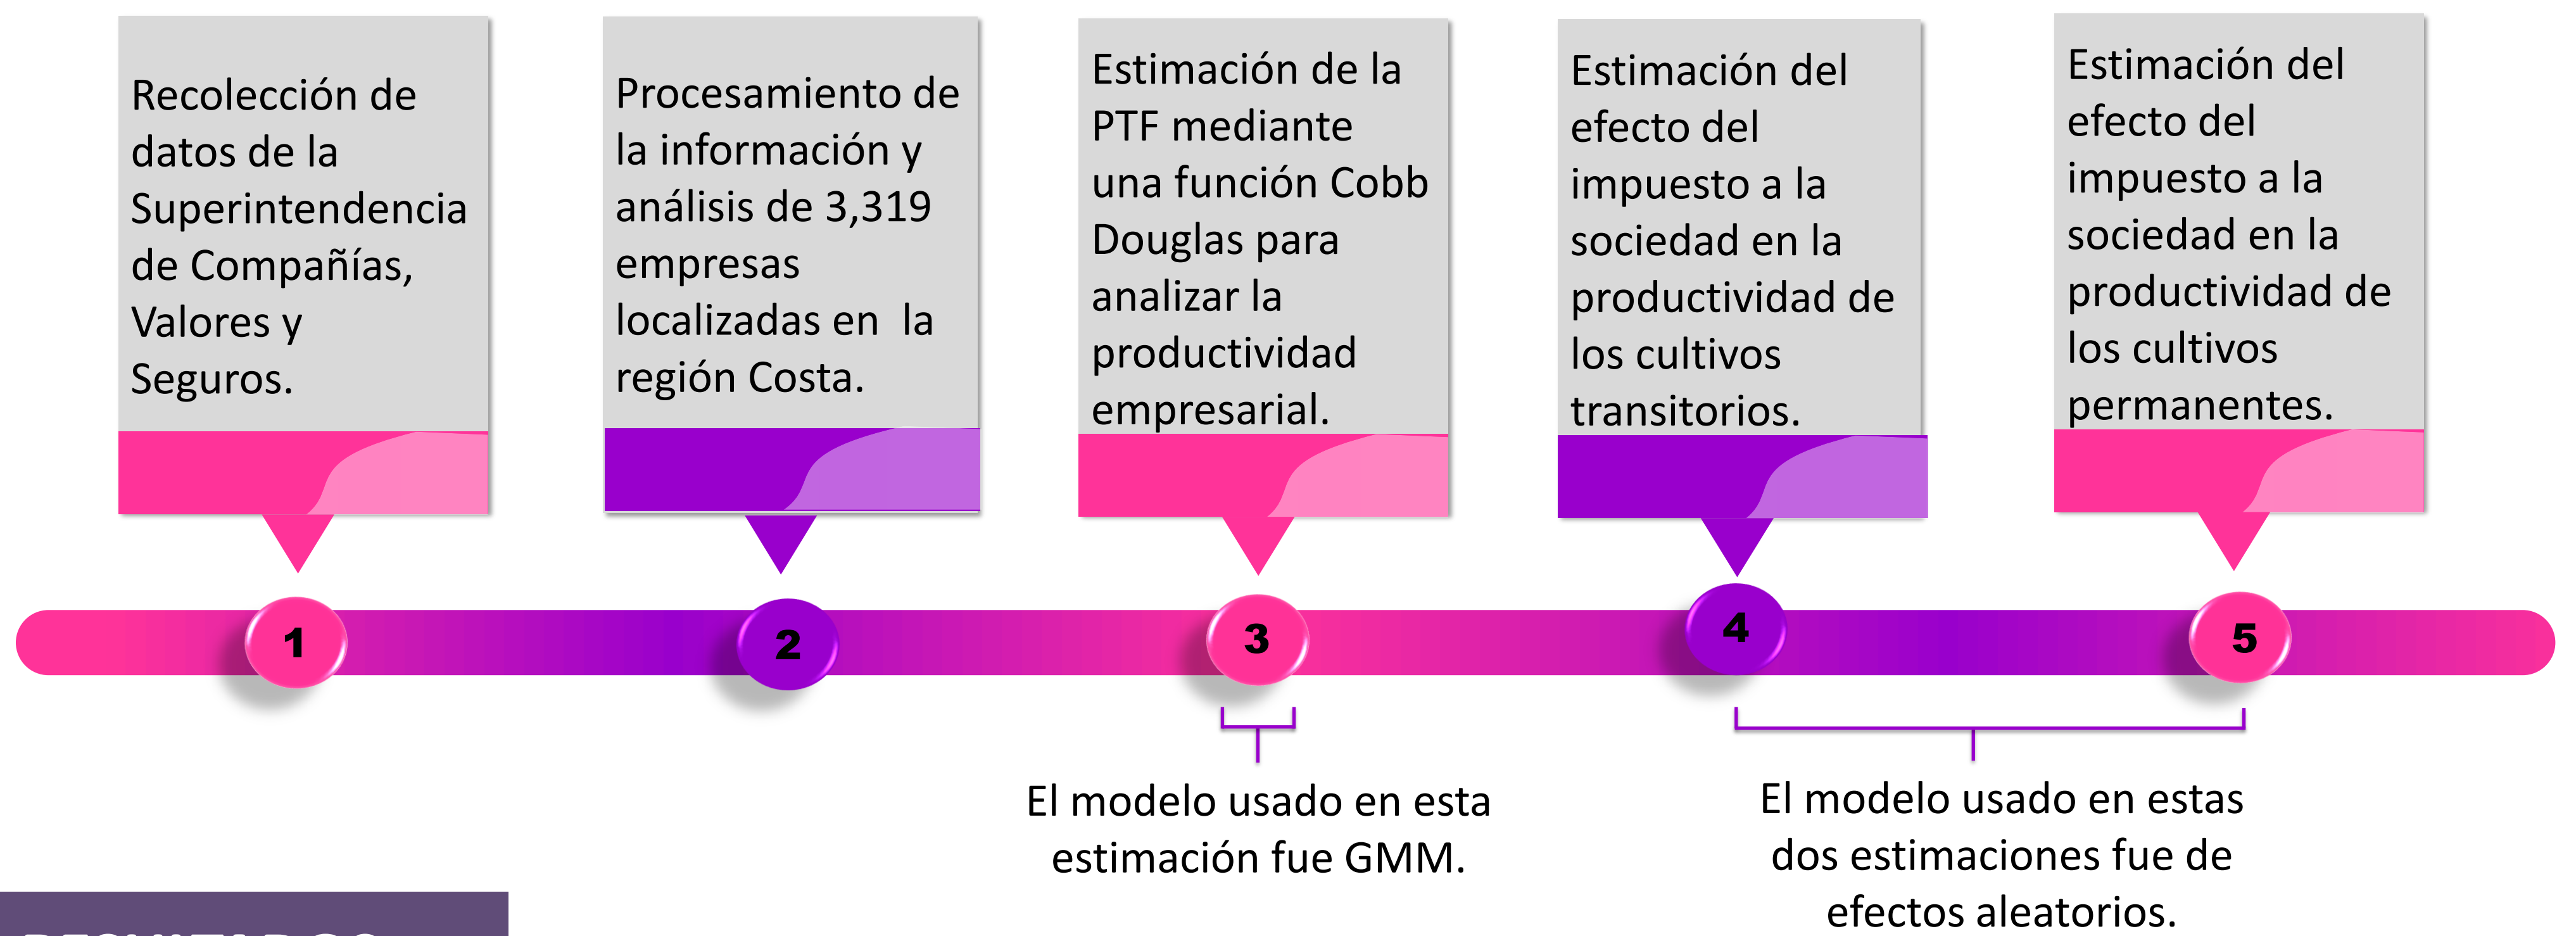 Recolección de
datos de la
Superintendencia
de Compañías,
Valores y
Seguros.
Procesamiento de
la información y
análisis de 3,319
empresas
localizadas en  la
región Costa.
Estimación de la
PTF mediante
una función Cobb
Douglas para
analizar la
productividad
empresarial.
Estimación del
efecto del
impuesto a la
sociedad en la
productividad de
los cultivos
transitorios.
Estimación del
efecto del
impuesto a la
sociedad en la
productividad de
los cultivos
permanentes.
1
2
3
4
5
El modelo usado en esta
estimación fue GMM.
El modelo usado en estas
dos estimaciones fue de
efectos aleatorios.